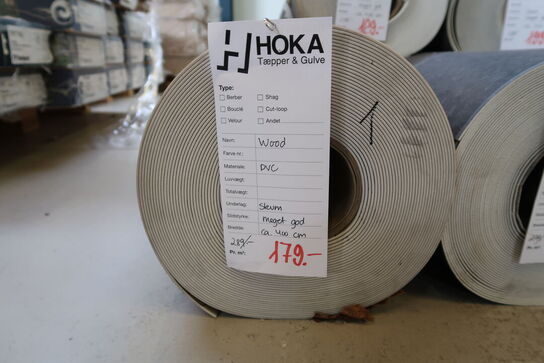 HOKA
Tæpper & Gulve
Type:
Berber Shag
Bouclé Cut-loop
Velour Andet
Navn: Wood
Farve nr.:
Materiale: PVC
Luvvægt:
Totalvægt:
Underlag: Skum
Slidstyrke: meget god
Bredde: ca. 400 cm
289,-
Pr. m²: 179.-
1